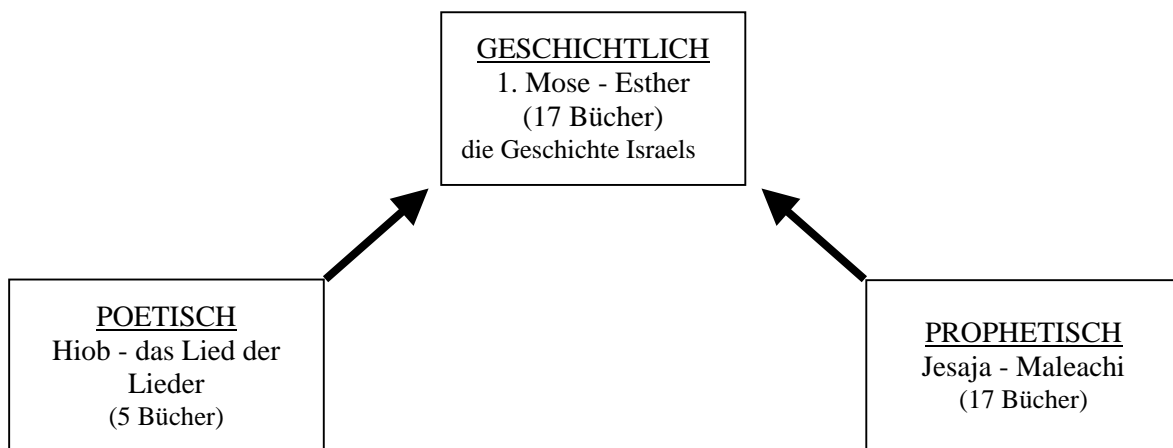 GESCHICHTLICH
1. Mose - Esther
(17 Bücher)
die Geschichte Israels
POETISCH
Hiob - das Lied der
Lieder
(5 Bücher)
PROPHETISCH
Jesaja - Maleachi
(17 Bücher)